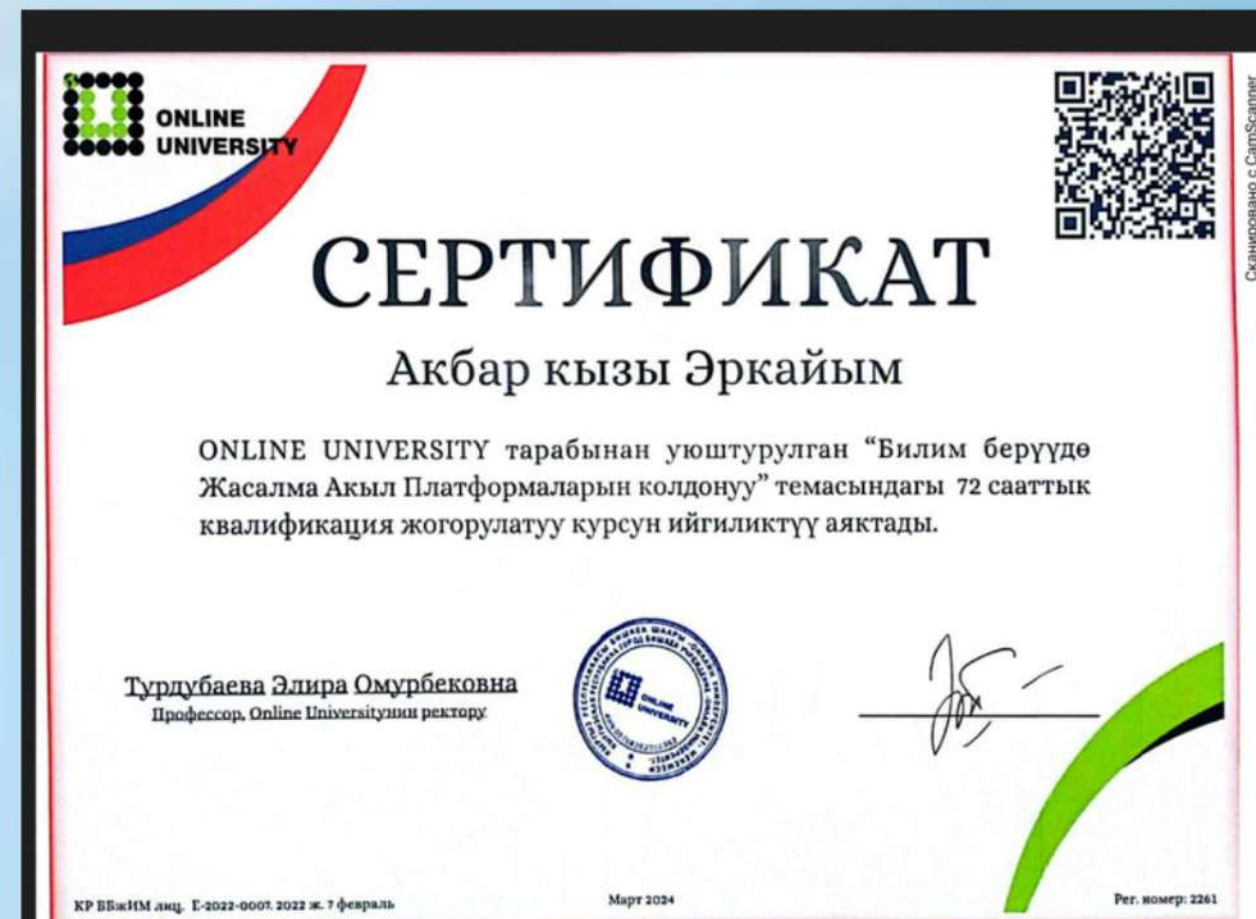 ONLINE
UNIVERSITY
Сканировано с CamScanner
СЕРТИФИКАТ
Акбар кызы Эркайым
ONLINE UNIVERSITY тарабынан уюштурулган “Билим берүүдө
Жасалма Акыл Платформаларын колдонуу” темасындагы 72 сааттык
квалификация жогорулатуу курсун ийгиликтүү аяктады.
Турдубаева Элира Омурбековна
Профессор, Online Universityнин ректору
ONLINE
UNIVERSITY
КР ББжИМ лиц. Е-2022-0007. 2022 ж. 7 февраль
Март 2024
Рег. номер: 2261